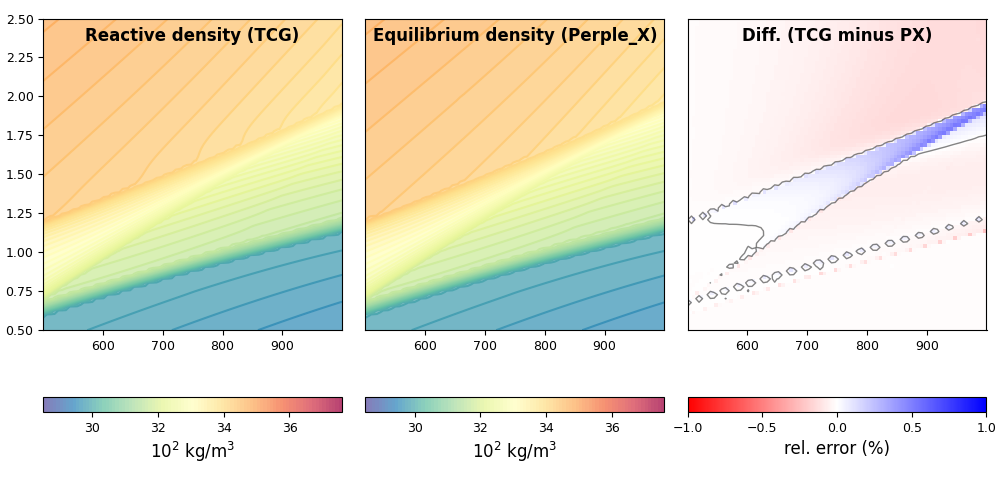 Reactive density (TCG)
Equilibrium density (Perple_X)
Diff. (TCG minus PX)
2.50
2.25
2.00
1.75
1.50
1.25
1.00
0.75
0.50
600 700 800 900
600 700 800 900
600 700 800 900
30 32 34 36
30 32 34 36
−1.0 −0.5 0.0 0.5 1.0
10² kg/m³
10² kg/m³
rel. error (%)